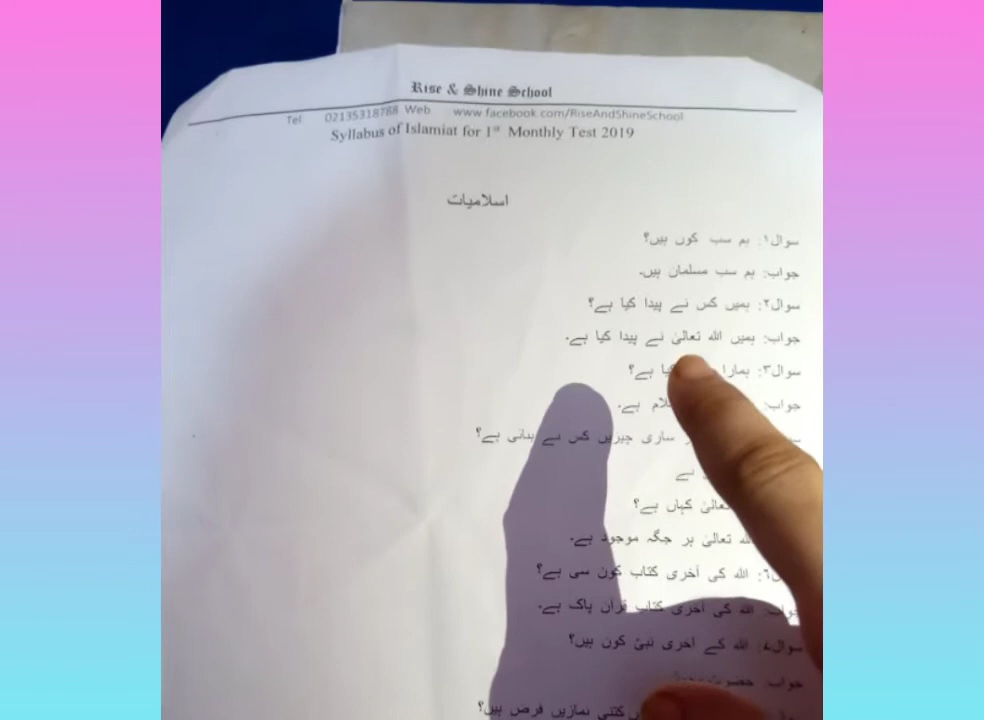 Rise & Shine School
Tel 02135318788 Web www.facebook.com/RiseAndShineSchool
Syllabus of Islamiat for 1st Monthly Test 2019
اسلامیات
سوال۱: ہم سب کون ہیں؟
جواب: ہم سب مسلمان ہیں۔
سوال۲: ہمیں کس نے پیدا کیا ہے؟
جواب: ہمیں اللہ تعالیٰ نے پیدا کیا ہے۔
سوال۳: ہمارا کیا ہے؟
جواب: ہے۔
ساری چیزیں کس نے بنائی ہے؟
نے
تعالیٰ کہاں ہے؟
اللہ تعالیٰ ہر جگہ موجود ہے۔
اللہ کی آخری کتاب کون سی ہے؟
جواب: اللہ کی آخری کتاب قرآن پاک ہے۔
اللہ کے آخری نبیؐ کون ہیں؟
جواب: حضرت
کتنی نمازیں فرض ہیں؟